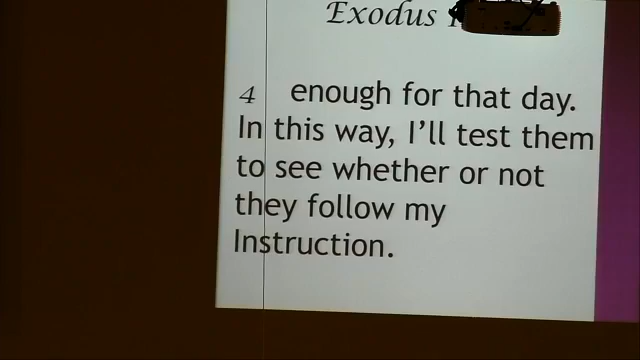 Exodus
4 enough for that day.
In this way, I'll test them
to see whether or not
they follow my
Instruction.